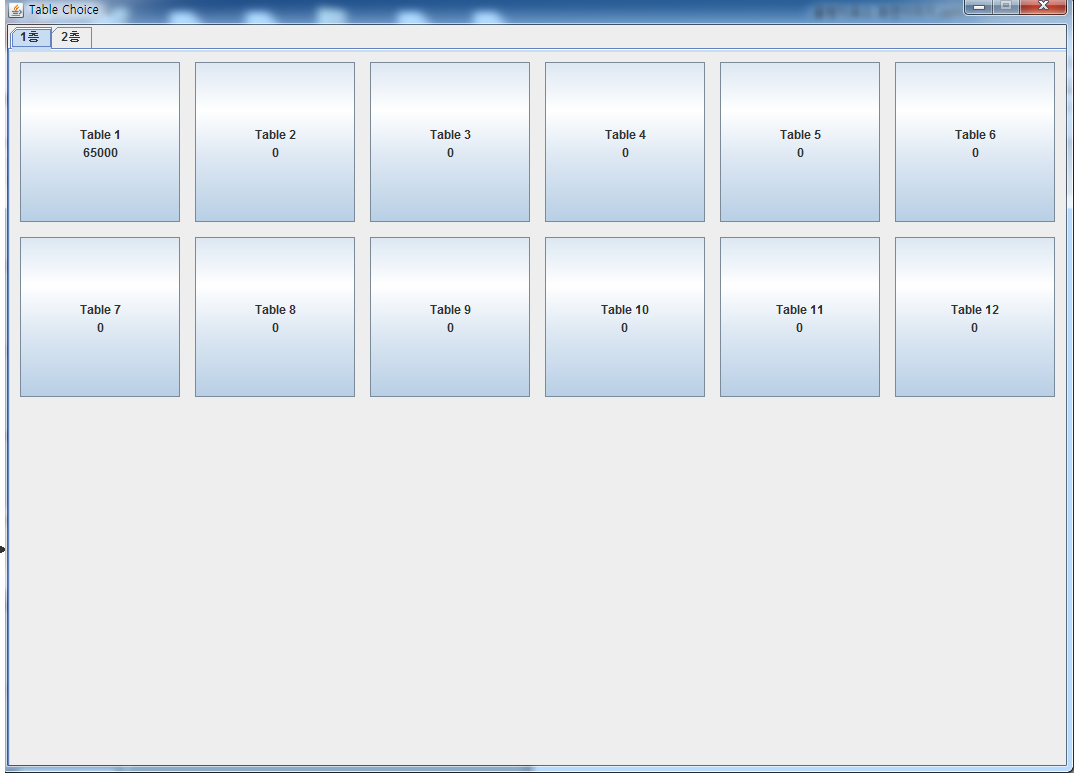 Table Choice
1층 2층
Table 1
65000
Table 2
0
Table 3
0
Table 4
0
Table 5
0
Table 6
0
Table 7
0
Table 8
0
Table 9
0
Table 10
0
Table 11
0
Table 12
0